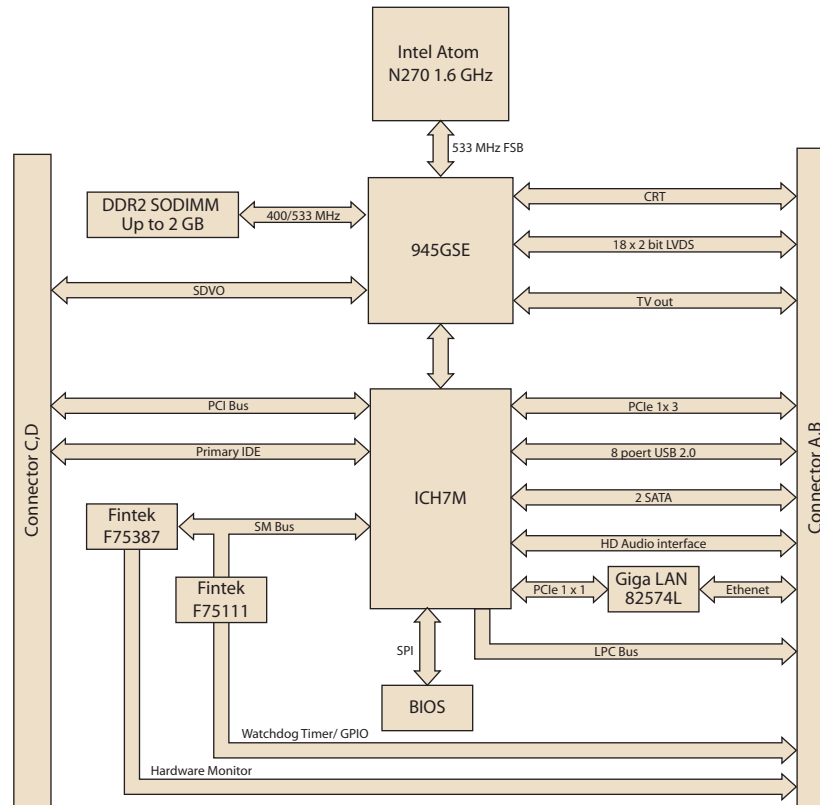 Intel Atom
N270 1.6 GHz
533 MHz FSB
DDR2 SODIMM
Up to 2 GB
400/533 MHz
945GSE
CRT
18 x 2 bit LVDS
TV out
SDVO
Connector C,D
Connector A,B
PCI Bus
Primary IDE
ICH7M
PCIe 1x 3
8 poert USB 2.0
2 SATA
HD Audio interface
Fintek
F75387
SM Bus
Fintek
F75111
PCIe 1 x 1
Giga LAN
82574L
Ethenet
SPI
LPC Bus
BIOS
Watchdog Timer/ GPIO
Hardware Monitor